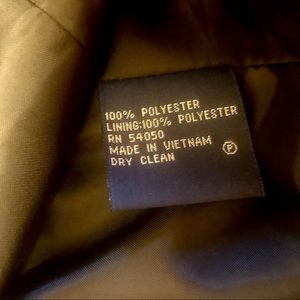 100% POLYESTER
LINING:100% POLYESTER
RN 54050
MADE IN VIETNAM
DRY CLEAN Ⓟ